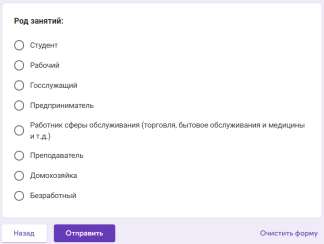 Род занятий:
Студент
Рабочий
Госслужащий
Предприниматель
Работник сферы обслуживания (торговля, бытовое обслуживания и медицины
и т.д.)
Преподаватель
Домохозяйка
Безработный
Назад
Отправить
Очистить форму